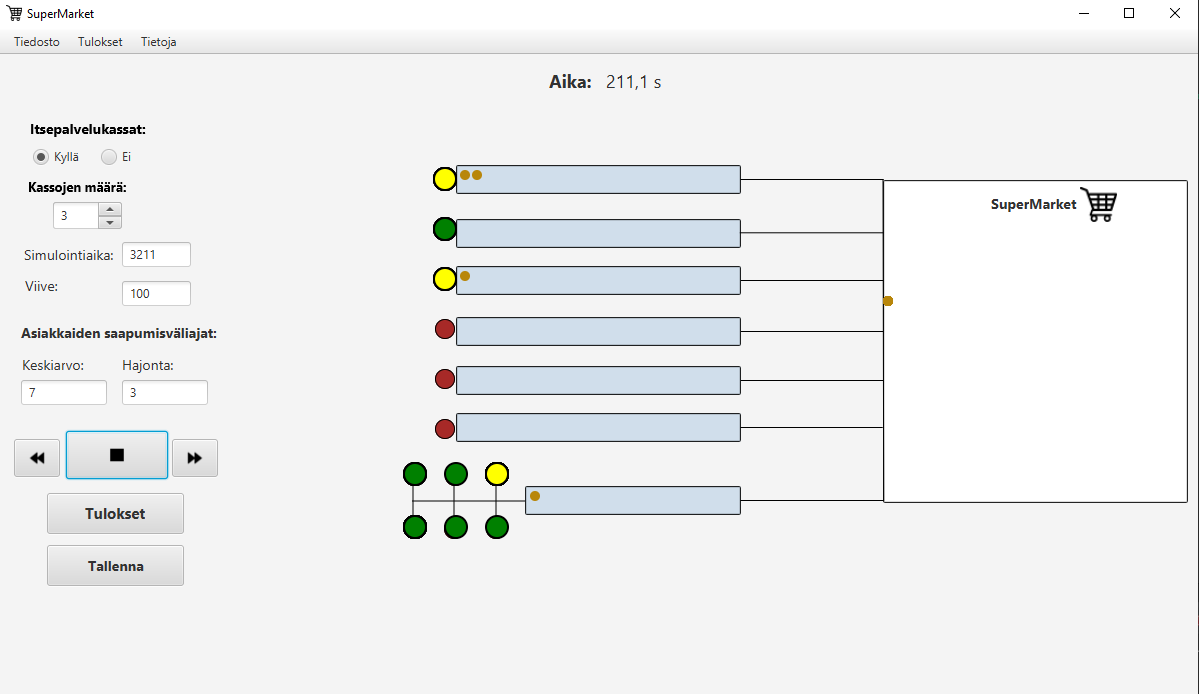 SuperMarket
Tiedosto Tulokset Tietoja
Aika: 211,1 s
Itsepalvelukassat:
Kyllä Ei
Kassojen määrä:
3
Simulointiaika: 3211
Viive: 100
Asiakkaiden saapumisväliajat:
Keskiarvo: Hajonta:
7 3
Tulokset
Tallenna
SuperMarket